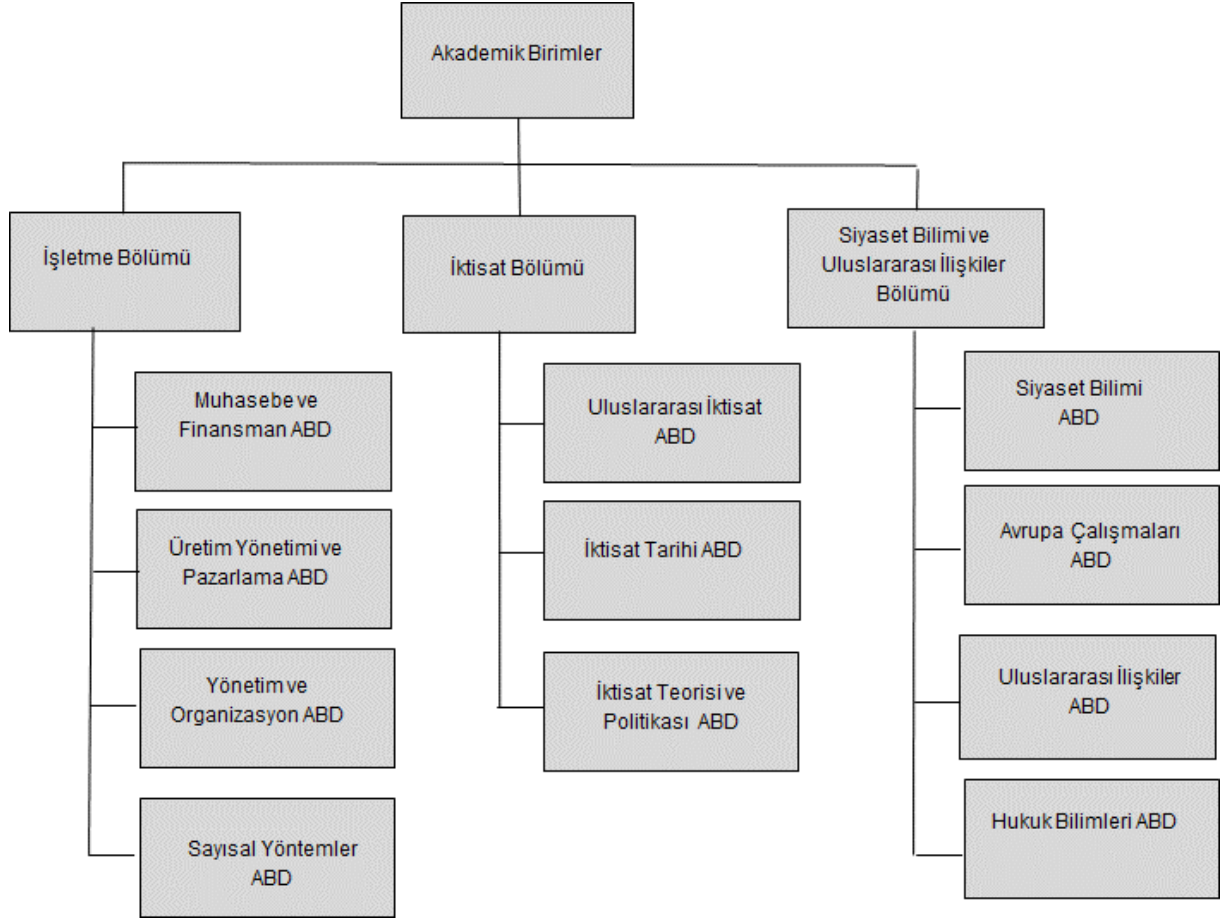 Akademik Birimler
İşletme Bölümü
Muhasebe ve
Finansman ABD
Üretim Yönetimi ve
Pazarlama ABD
Yönetim ve
Organizasyon ABD
Sayısal Yöntemler
ABD
İktisat Bölümü
Uluslararası İktisat
ABD
İktisat Tarihi ABD
İktisat Teorisi ve
Politikası ABD
Siyaset Bilimi ve
Uluslararası İlişkiler
Bölümü
Siyaset Bilimi
ABD
Avrupa Çalışmaları
ABD
Uluslararası İlişkiler
ABD
Hukuk Bilimleri ABD